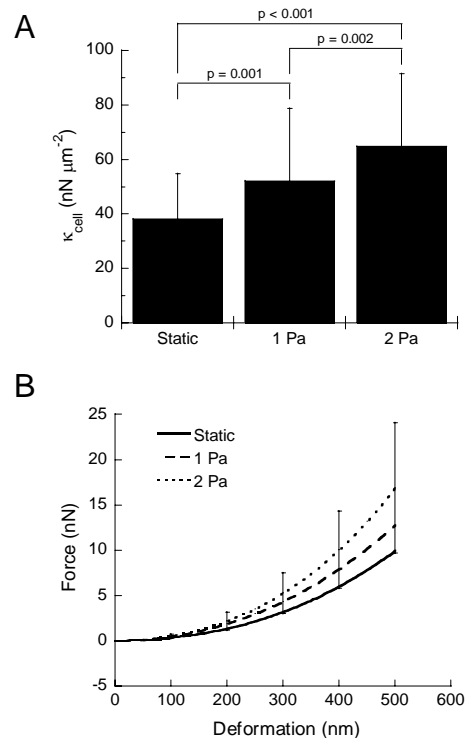 A
p < 0.001
p = 0.002
p = 0.001
100
80
60
40
20
0
κcell (nN μm-2)
Static 1 Pa 2 Pa
B
25
20
15
10
5
0
-5
Force (nN)
Static
1 Pa
2 Pa
0 100 200 300 400 500 600
Deformation (nm)